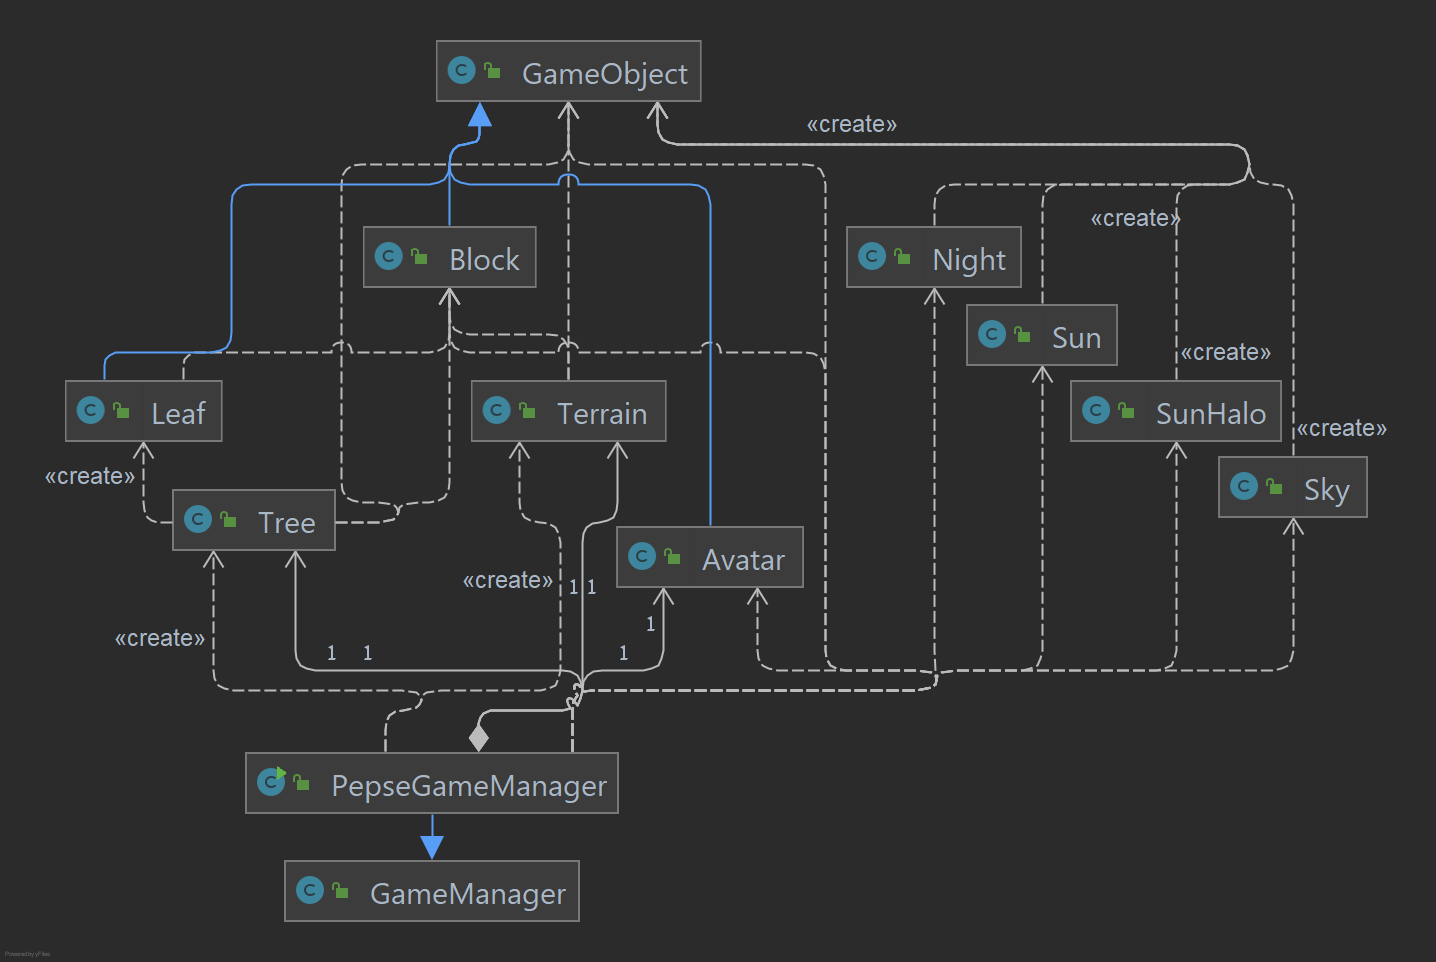 GameObject
«create»
«create»
Block
Night
Sun
«create»
Leaf
Terrain
SunHalo
«create»
«create»
Sky
Tree
Avatar
«create»
1 1
1
«create»
1 1
1
PepseGameManager
GameManager
Powered by yFiles